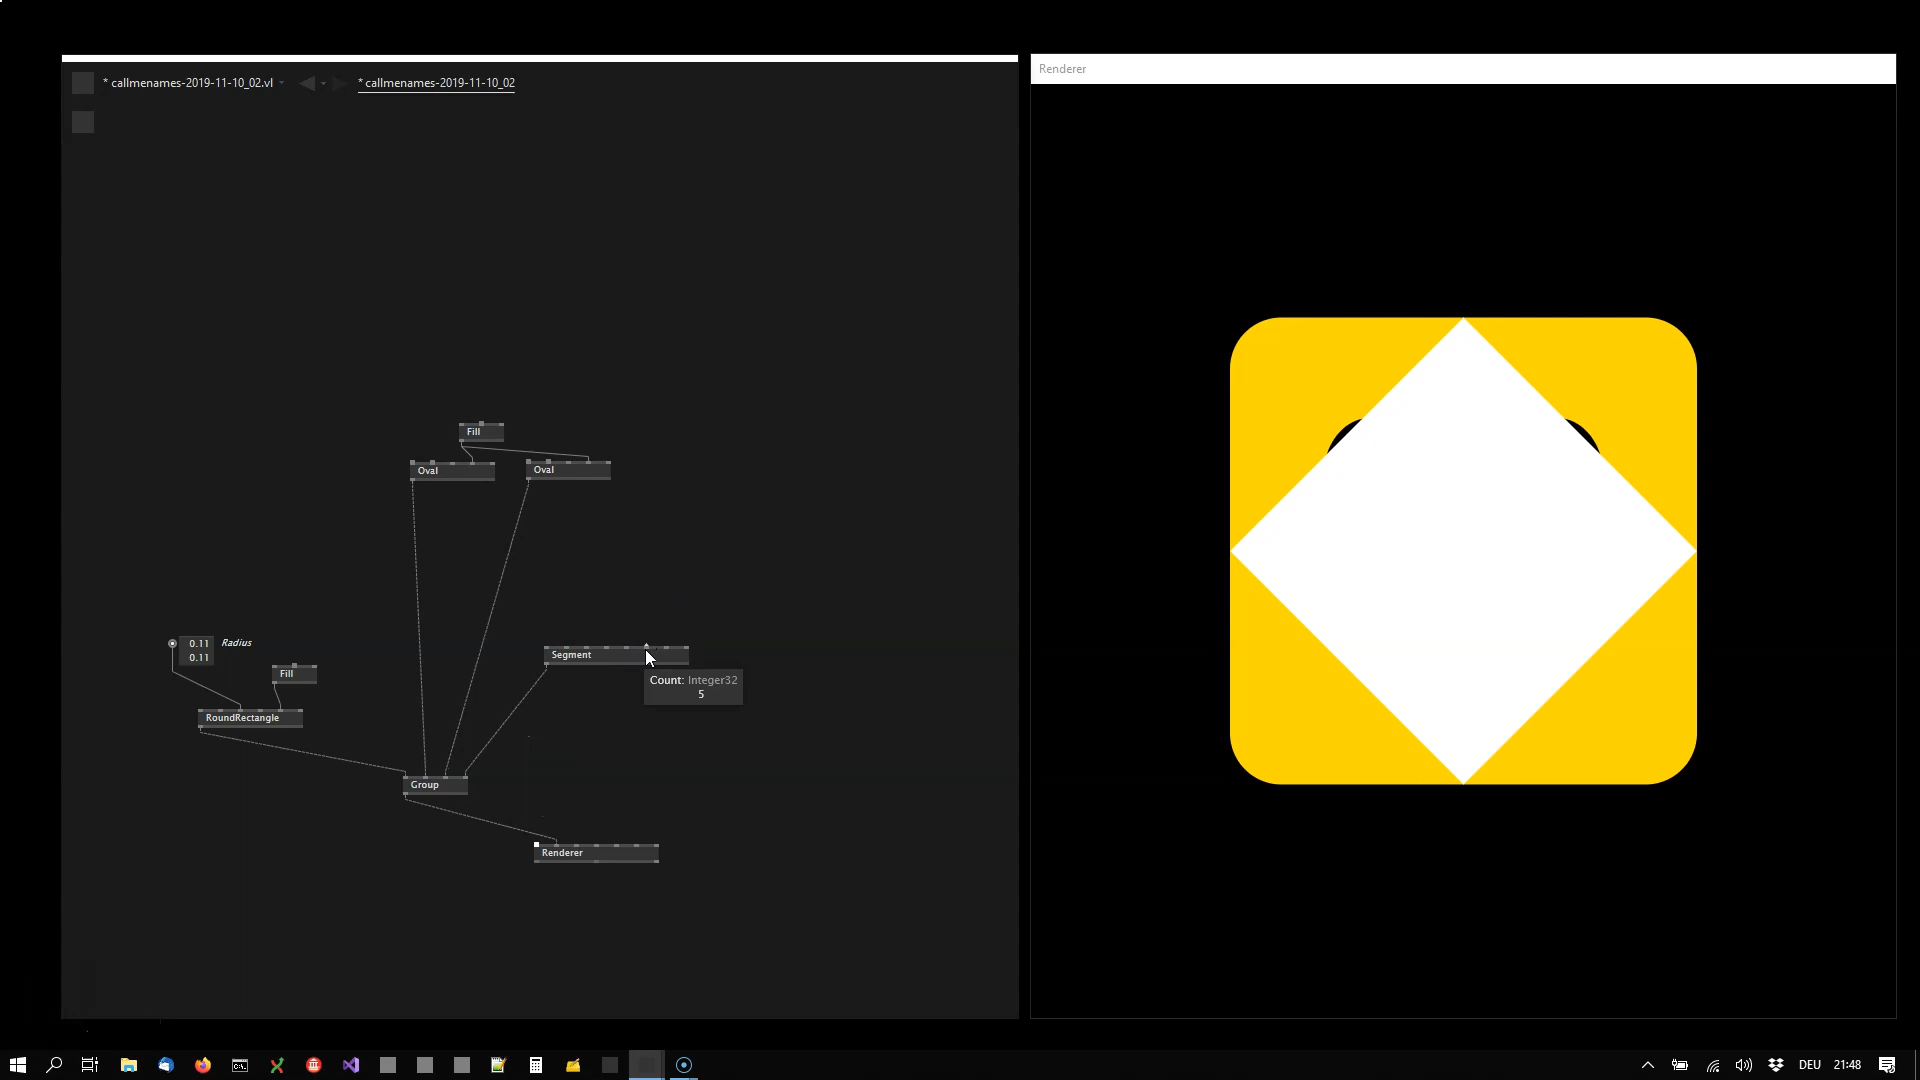 * callmenames-2019-11-10_02.vl
* callmenames-2019-11-10_02
Renderer
Fill
Oval
Oval
0.11
0.11
Radius
Fill
Segment
Count: Integer32
5
RoundRectangle
Group
Renderer
DEU
21:48